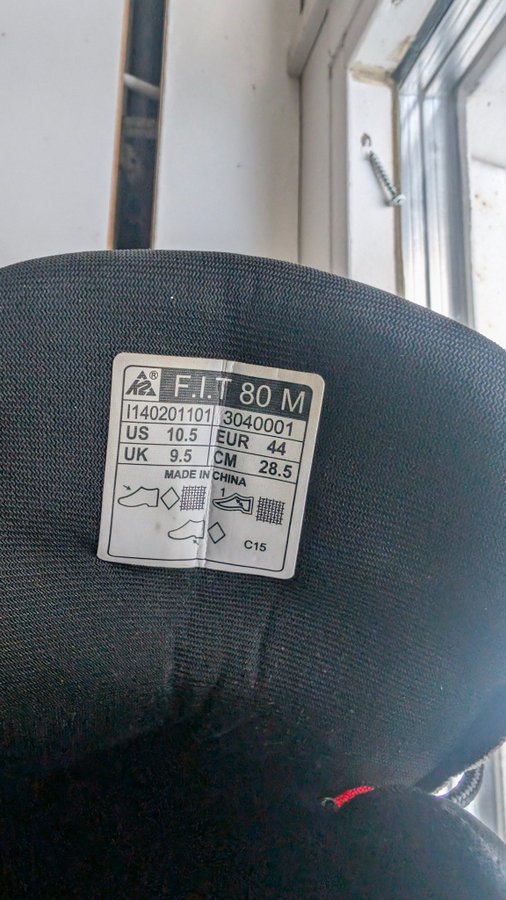 K2® F.I.T 80 M
I140201101 3040001
US 10.5 EUR 44
UK 9.5 CM 28.5
MADE IN CHINA
1
C15